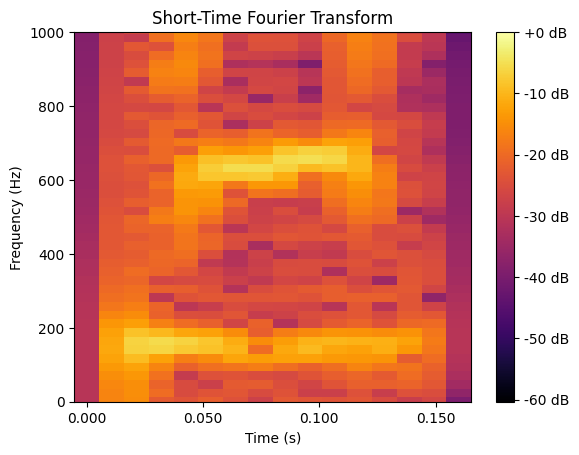 Short-Time Fourier Transform
Frequency (Hz)
1000
800
600
400
200
0
0.000 0.050 0.100 0.150
Time (s)
+0 dB
-10 dB
-20 dB
-30 dB
-40 dB
-50 dB
-60 dB